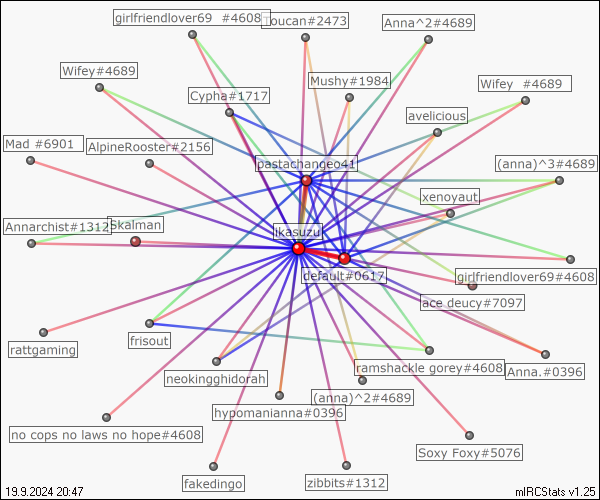 girlfriendlover69 #4608
Toucan#2473
Anna^2#4689
Wifey#4689
Mushy#1984
Wifey #4689
Cypha#1717
avelicious
Mad #6901
AlpineRooster#2156
pastachangeo41
(anna)^3#4689
xenoyaut
Annarchist#1312
Skalman
ikasuzu
default#0617
girlfriendlover69#4608
ace deucy#7097
rattgaming
frisout
ramshackle gorey#4608
Anna.#0396
neokingghidorah
(anna)^2#4689
hypomanianna#0396
no cops no laws no hope#4608
Soxy Foxy#5076
fakedingo
zibbits#1312
19.9.2024 20:47
mIRCStats v1.25